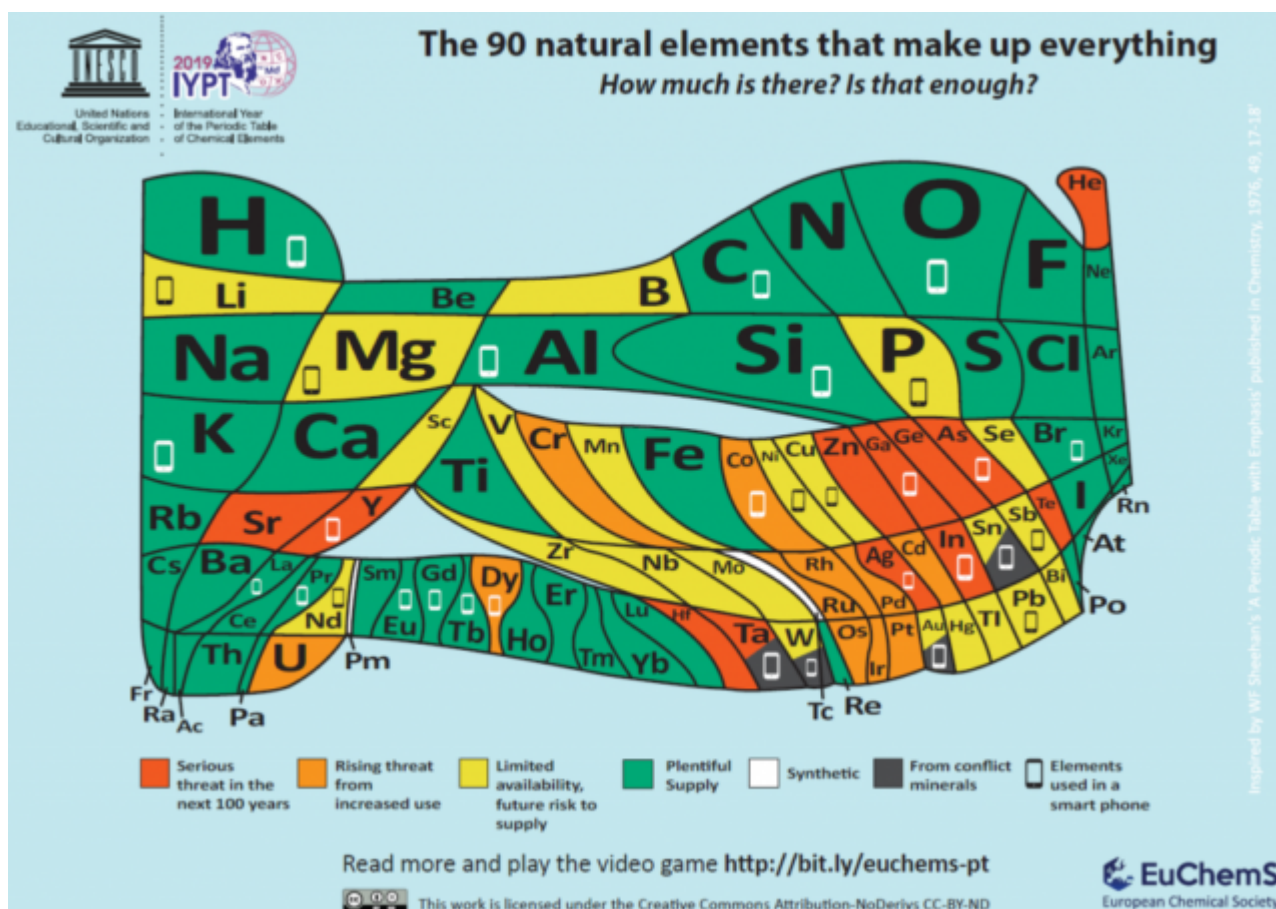 The 90 natural elements that make up everything
How much is there? Is that enough?
UNESCO
2019
IYPT
United Nations
Educational, Scientific and
Cultural Organization
International Year
of the Periodic Table
of Chemical Elements
H
He
Li
Be
B
C
N
O
F
Ne
Na
Mg
Al
Si
P
S
Cl
Ar
K
Ca
Sc
Ti
V
Cr
Mn
Fe
Co
Ni
Cu
Zn
Ga
Ge
As
Se
Br
Kr
Rb
Sr
Y
Zr
Nb
Mo
Tc
Ru
Rh
Pd
Ag
Cd
In
Sn
Sb
Te
I
Xe
Cs
Ba
La
Ce
Pr
Nd
Pm
Sm
Eu
Gd
Tb
Dy
Ho
Er
Tm
Yb
Lu
Hf
Ta
W
Re
Os
Ir
Pt
Au
Hg
Tl
Pb
Bi
Po
At
Rn
Fr
Ra
Ac
Th
Pa
U
Serious
threat in the
next 100 years
Rising threat
from
increased use
Limited
availability,
future risk to
supply
Plentiful
Supply
Synthetic
From conflict
minerals
Elements
used in a
smart phone
Read more and play the video game http://bit.ly/euchems-pt
This work is licensed under the Creative Commons Attribution-NoDerivs CC-BY-ND
EuChemS
European Chemical Society
Inspired by WF Sheehan's 'A Periodic Table with Emphasis' published in Chemistry, 1976, 49, 17-18'